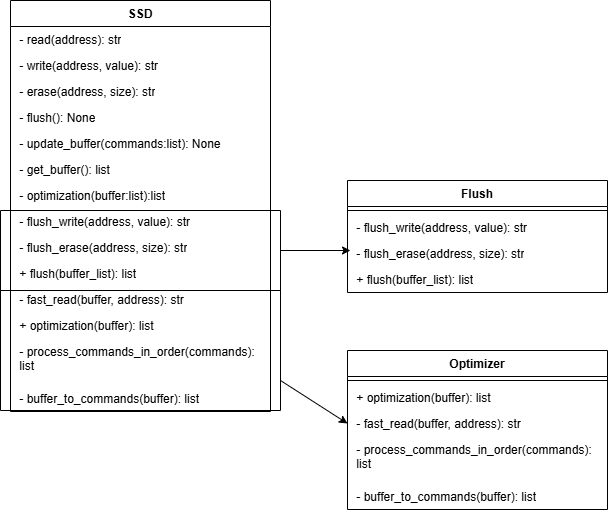 SSD
- read(address): str
- write(address, value): str
- erase(address, size): str
- flush(): None
- update_buffer(commands:list): None
- get_buffer(): list
- optimization(buffer:list):list
- flush_write(address, value): str
- flush_erase(address, size): str
+ flush(buffer_list): list
- fast_read(buffer, address): str
+ optimization(buffer): list
- process_commands_in_order(commands):
list
- buffer_to_commands(buffer): list
Flush
- flush_write(address, value): str
- flush_erase(address, size): str
+ flush(buffer_list): list
Optimizer
+ optimization(buffer): list
- fast_read(buffer, address): str
- process_commands_in_order(commands):
list
- buffer_to_commands(buffer): list